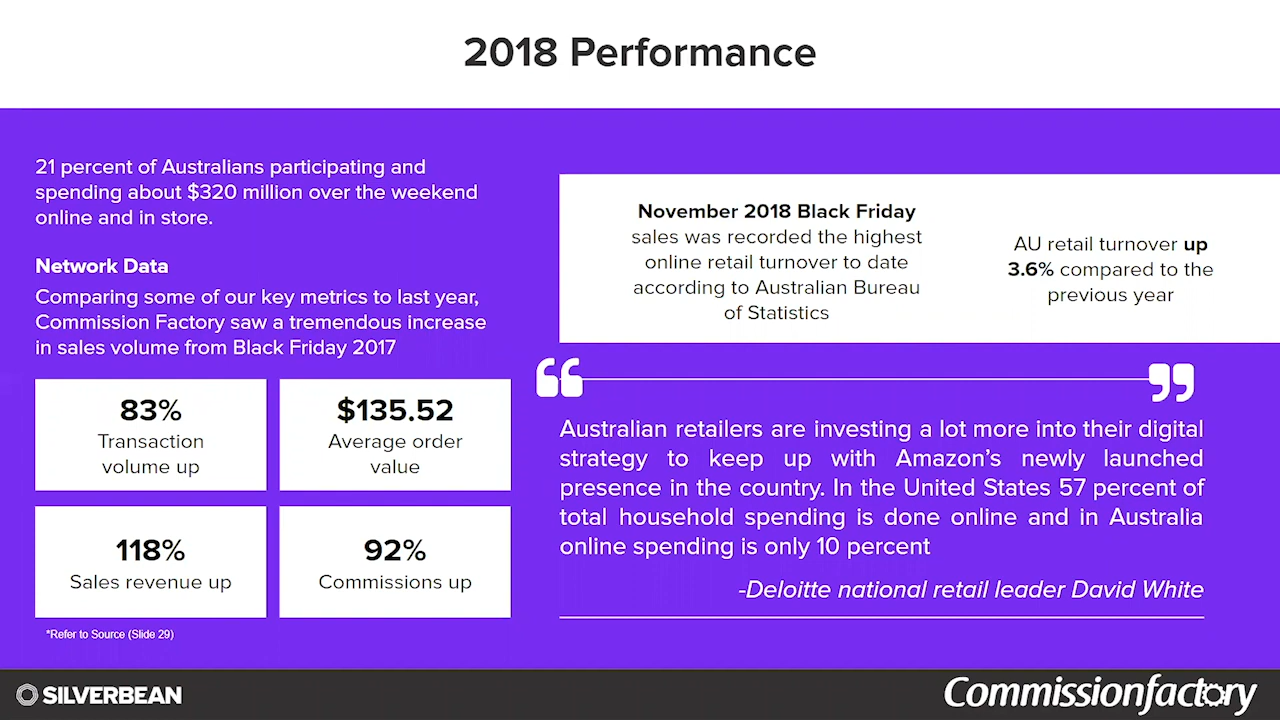 2018 Performance
21 percent of Australians participating and
spending about $320 million over the weekend
online and in store.
Network Data
Comparing some of our key metrics to last year,
Commission Factory saw a tremendous increase
in sales volume from Black Friday 2017
83%
Transaction
volume up
$135.52
Average order
value
118%
Sales revenue up
92%
Commissions up
*Refer to Source (Slide 29)
November 2018 Black Friday
sales was recorded the highest
online retail turnover to date
according to Australian Bureau
of Statistics
AU retail turnover up
3.6% compared to the
previous year
“
”
Australian retailers are investing a lot more into their digital
strategy to keep up with Amazon’s newly launched
presence in the country. In the United States 57 percent of
total household spending is done online and in Australia
online spending is only 10 percent
-Deloitte national retail leader David White
SILVERBEAN
Commissionfactory